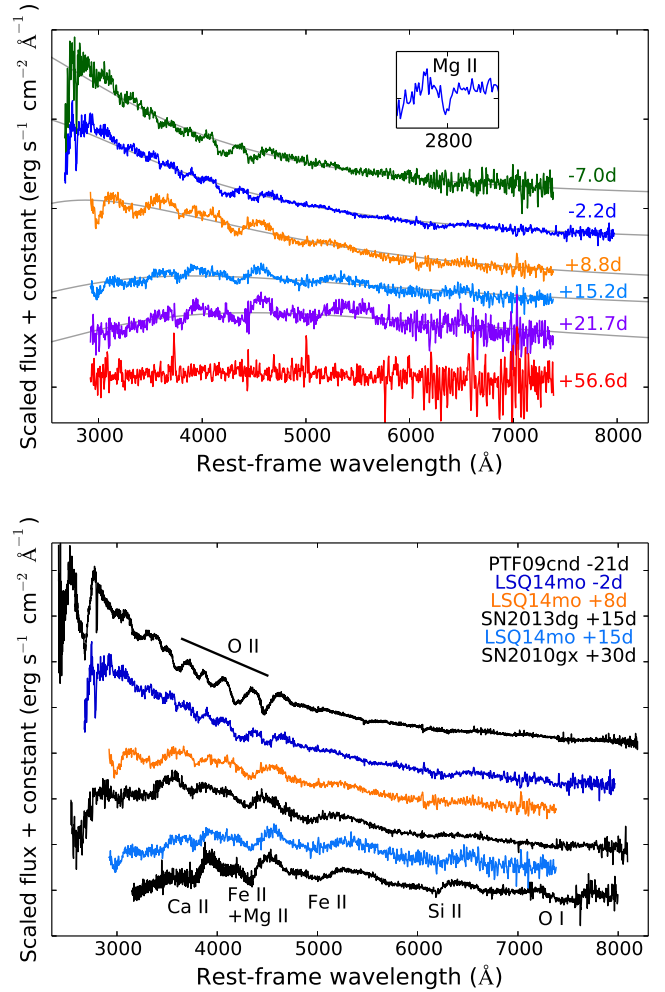 Scaled flux + constant (erg s⁻¹ cm⁻² Å⁻¹)
Mg II
2800
-7.0d
-2.2d
+8.8d
+15.2d
+21.7d
+56.6d
3000 4000 5000 6000 7000 8000
Rest-frame wavelength (Å)
Scaled flux + constant (erg s⁻¹ cm⁻² Å⁻¹)
PTF09cnd -21d
LSQ14mo -2d
LSQ14mo +8d
SN2013dg +15d
LSQ14mo +15d
SN2010gx +30d
O II
Ca II
Fe II
+Mg II
Fe II
Si II
O I
3000 4000 5000 6000 7000 8000
Rest-frame wavelength (Å)